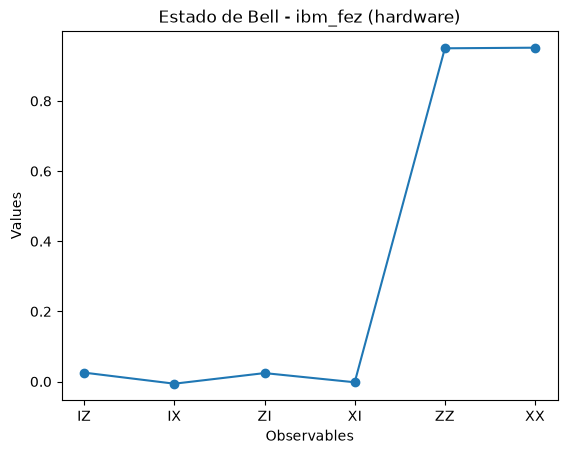 Estado de Bell - ibm_fez (hardware)
Values
0.8
0.6
0.4
0.2
0.0
IZ IX ZI XI ZZ XX
Observables